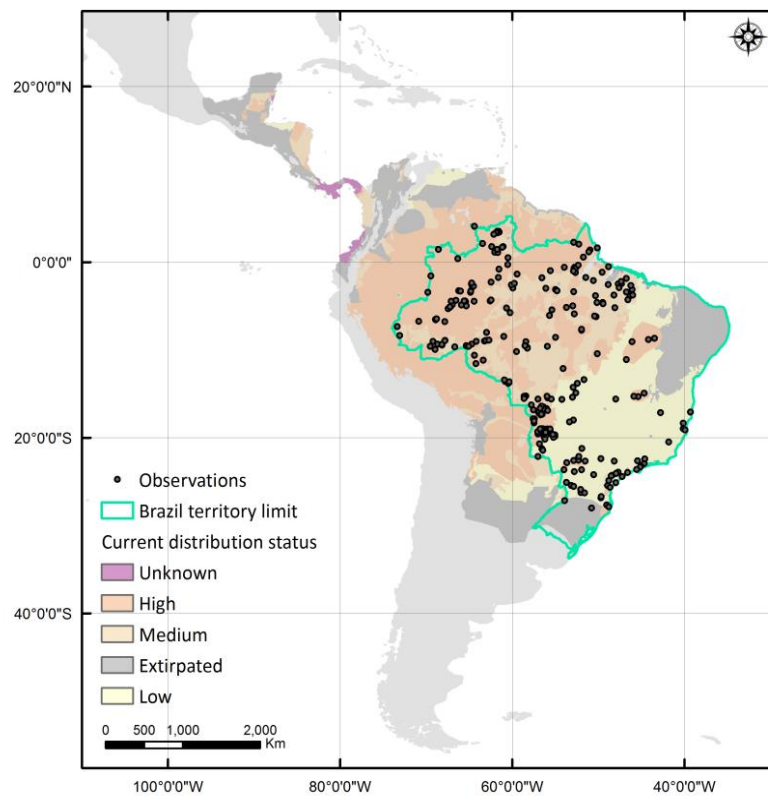 20°0'0"N
0°0'0"
20°0'0"S
40°0'0"S
Observations
Brazil territory limit
Current distribution status
Unknown
High
Medium
Extirpated
Low
0 500 1,000 2,000
Km
100°0'0"W 80°0'0"W 60°0'0"W 40°0'0"W